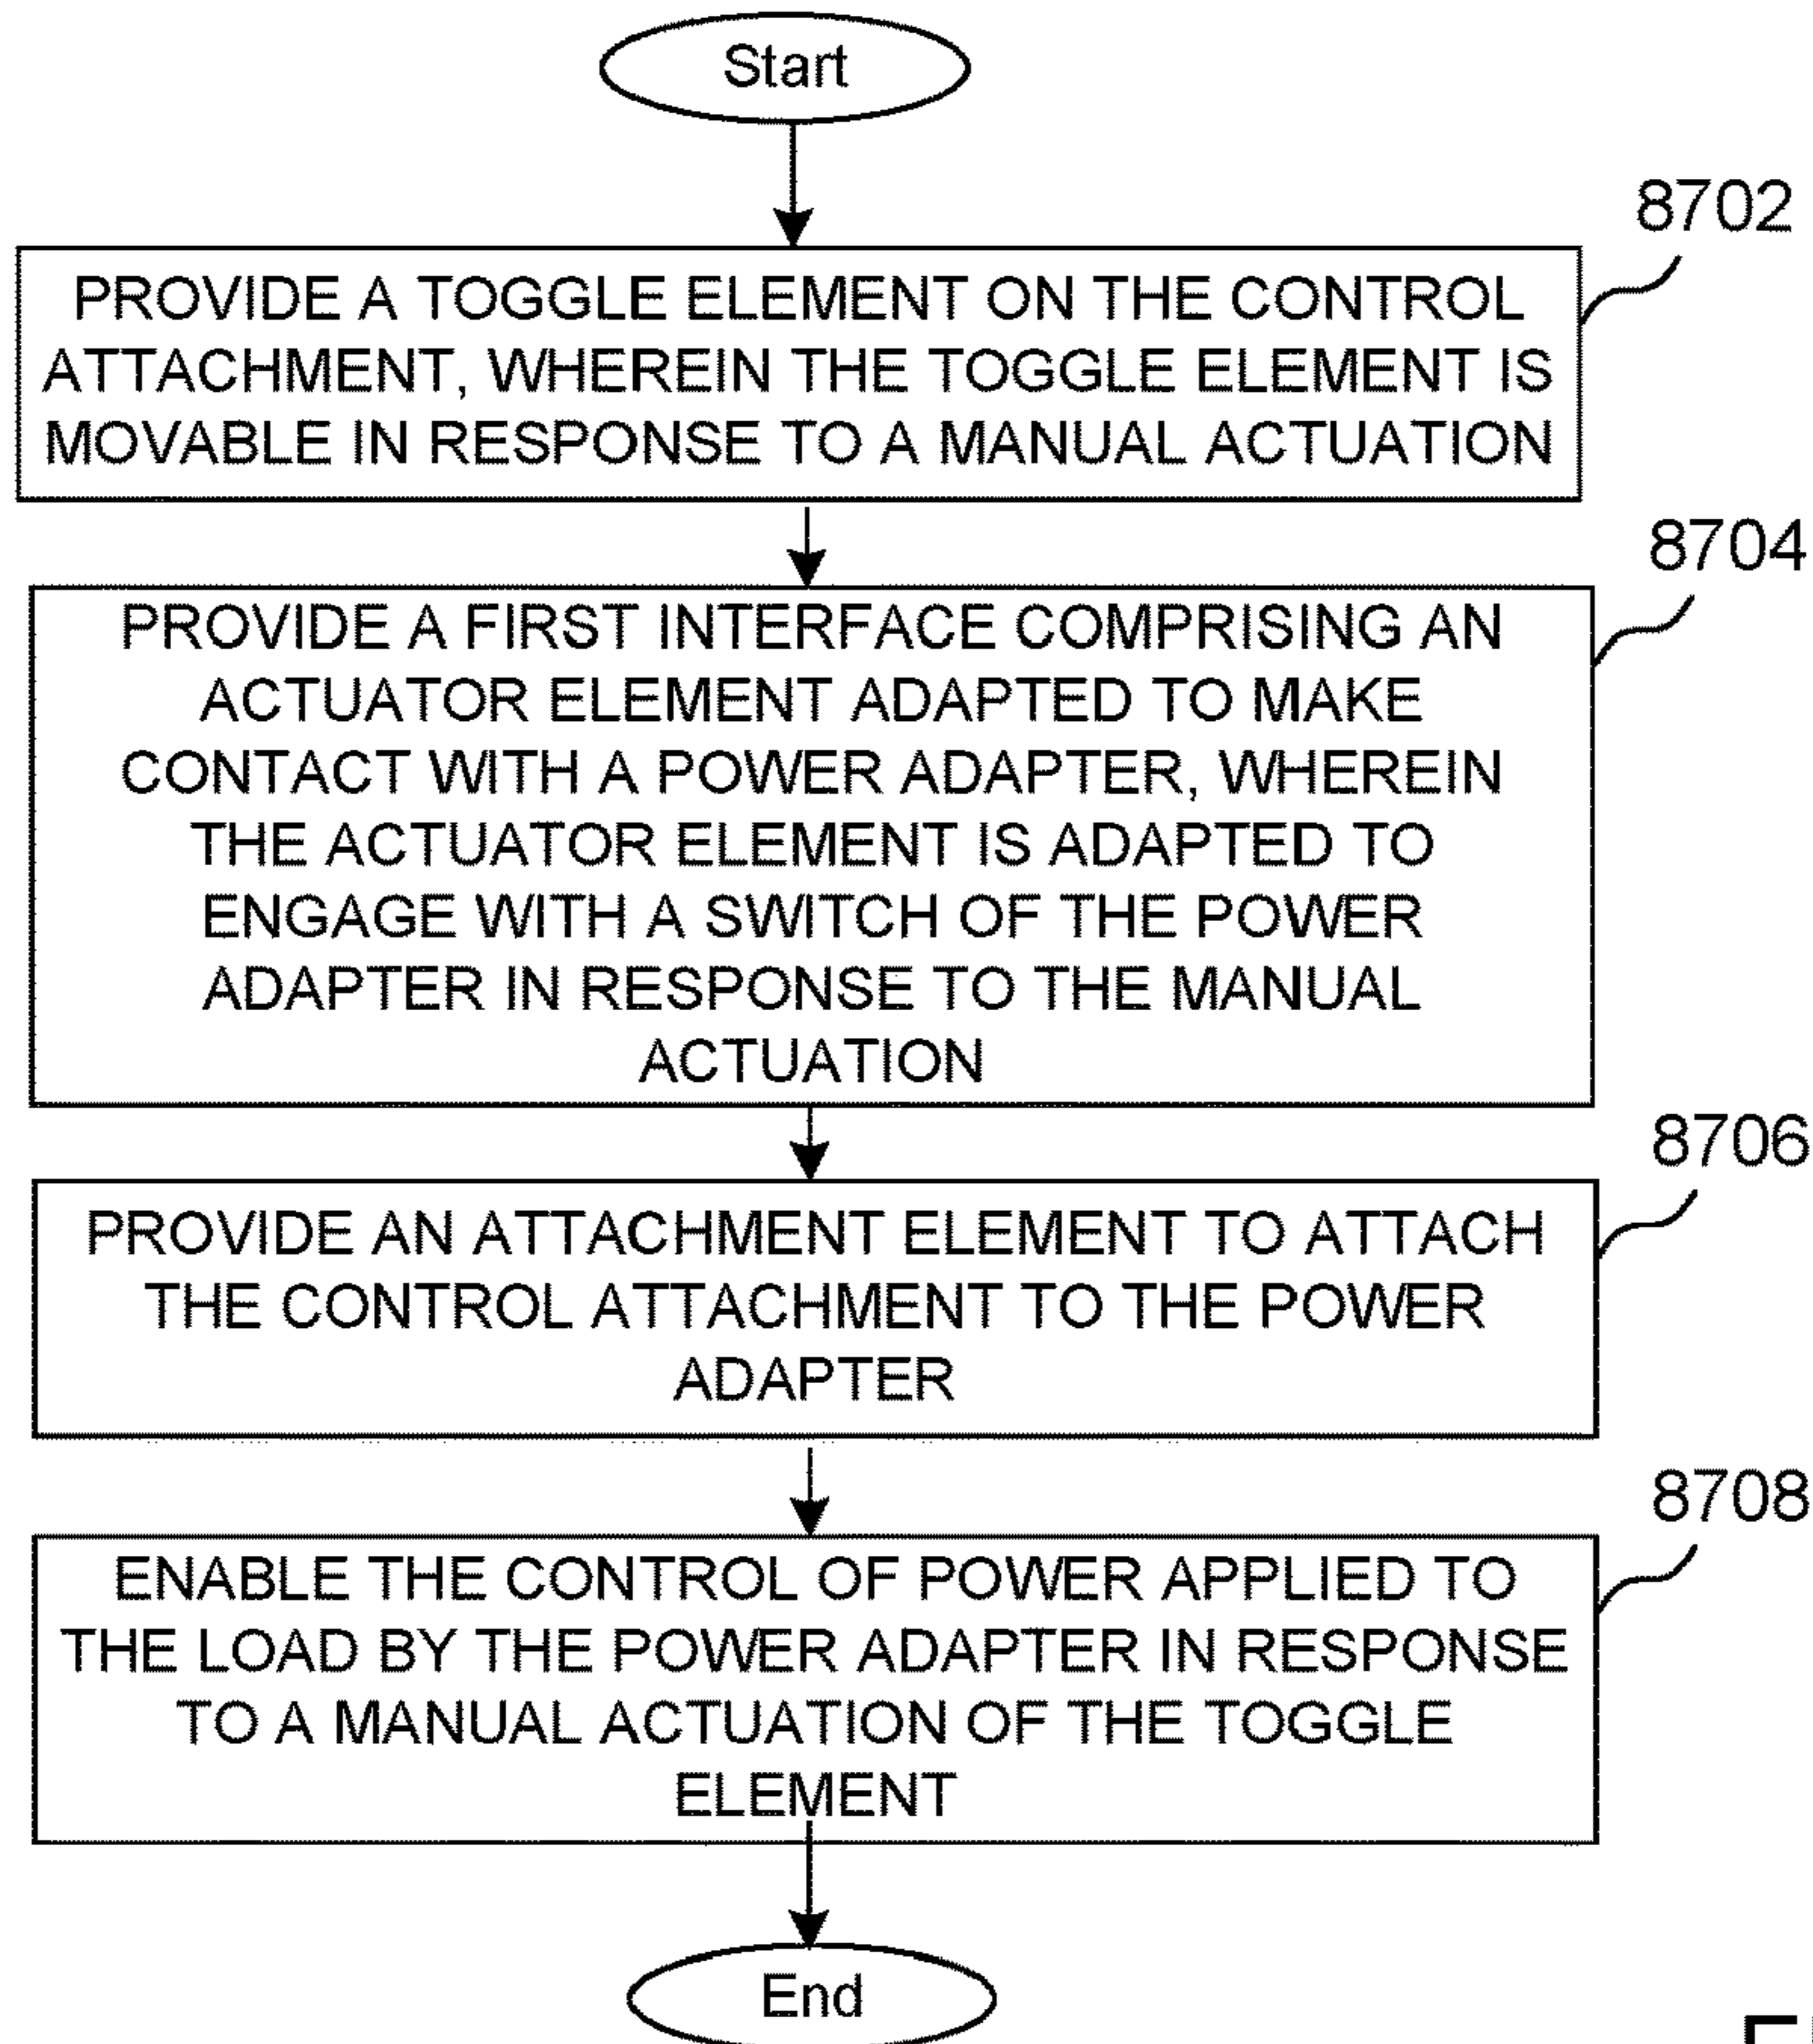 Start
8702
PROVIDE A TOGGLE ELEMENT ON THE CONTROL
ATTACHMENT, WHEREIN THE TOGGLE ELEMENT IS
MOVABLE IN RESPONSE TO A MANUAL ACTUATION
8704
PROVIDE A FIRST INTERFACE COMPRISING AN
ACTUATOR ELEMENT ADAPTED TO MAKE
CONTACT WITH A POWER ADAPTER, WHEREIN
THE ACTUATOR ELEMENT IS ADAPTED TO
ENGAGE WITH A SWITCH OF THE POWER
ADAPTER IN RESPONSE TO THE MANUAL
ACTUATION
8706
PROVIDE AN ATTACHMENT ELEMENT TO ATTACH
THE CONTROL ATTACHMENT TO THE POWER
ADAPTER
8708
ENABLE THE CONTROL OF POWER APPLIED TO
THE LOAD BY THE POWER ADAPTER IN RESPONSE
TO A MANUAL ACTUATION OF THE TOGGLE
ELEMENT
End